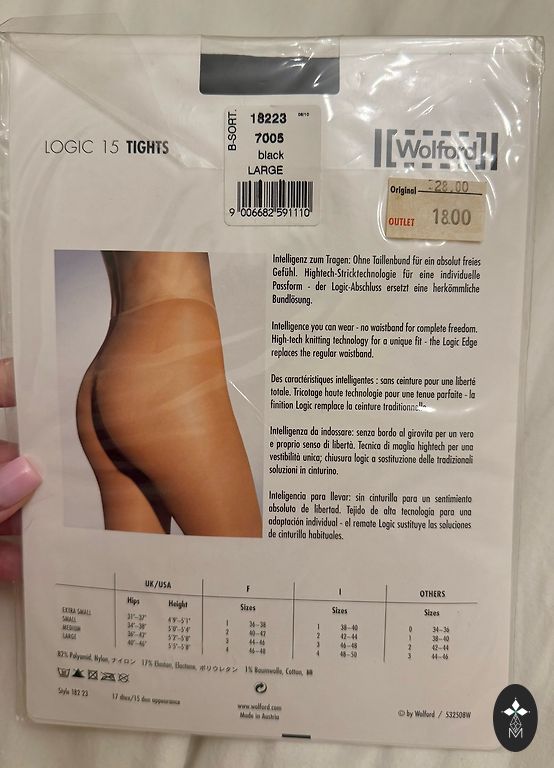 B-SORT.
18223 08/10
7005
black
LARGE
9 006682 591110
LOGIC 15 TIGHTS
Wolford
Original 28.00
OUTLET 18.00
Intelligenz zum Tragen: Ohne Taillenbund für ein absolut freies
Gefühl. Hightech-Stricktechnologie für eine individuelle
Passform - der Logic-Abschluss ersetzt eine herkömmliche
Bundlösung.
Intelligence you can wear - no waistband for complete freedom.
High-tech knitting technology for a unique fit - the Logic Edge
replaces the regular waistband.
Des caractéristiques intelligentes : sans ceinture pour une liberté
totale. Tricotage haute technologie pour une tenue parfaite - la
finition Logic remplace la ceinture traditionnelle.
Intelligenza da indossare: senza bordo al girovita per un vero
e proprio senso di libertà. Tecnica di maglia hightech per una
vestibilità unica; chiusura logic a sostituzione delle tradizionali
soluzioni in cinturino.
Inteligencia para llevar: sin cinturilla para un sentimiento
absoluto de libertad. Tejido de alta tecnología para una
adaptación individual - el remate Logic sustituye las soluciones
de cinturilla habituales.
UK/USA F I OTHERS
Hips Height Sizes Sizes Sizes
EXTRA SMALL 31"-37" 4'9"-5'1" 1 36-38 1 38-40 0 34-36
SMALL 34"-38" 5'0"-5'4" 2 40-42 2 42-44 1 38-40
MEDIUM 36"-42" 5'2"-5'8" 3 44-46 3 46-48 2 42-44
LARGE 40"-46" 5'5"-5'8" 4 46-48 4 48-50 3 44-46
82% Polyamid, Nylon, ナイロン 17% Elastan, Elastane, ポリウレタン 1% Baumwolle, Cotton, 綿
Style 182 23 17 dtex/15 den appearance
www.wolford.com
Made in Austria
© by Wolford / 532508W
M